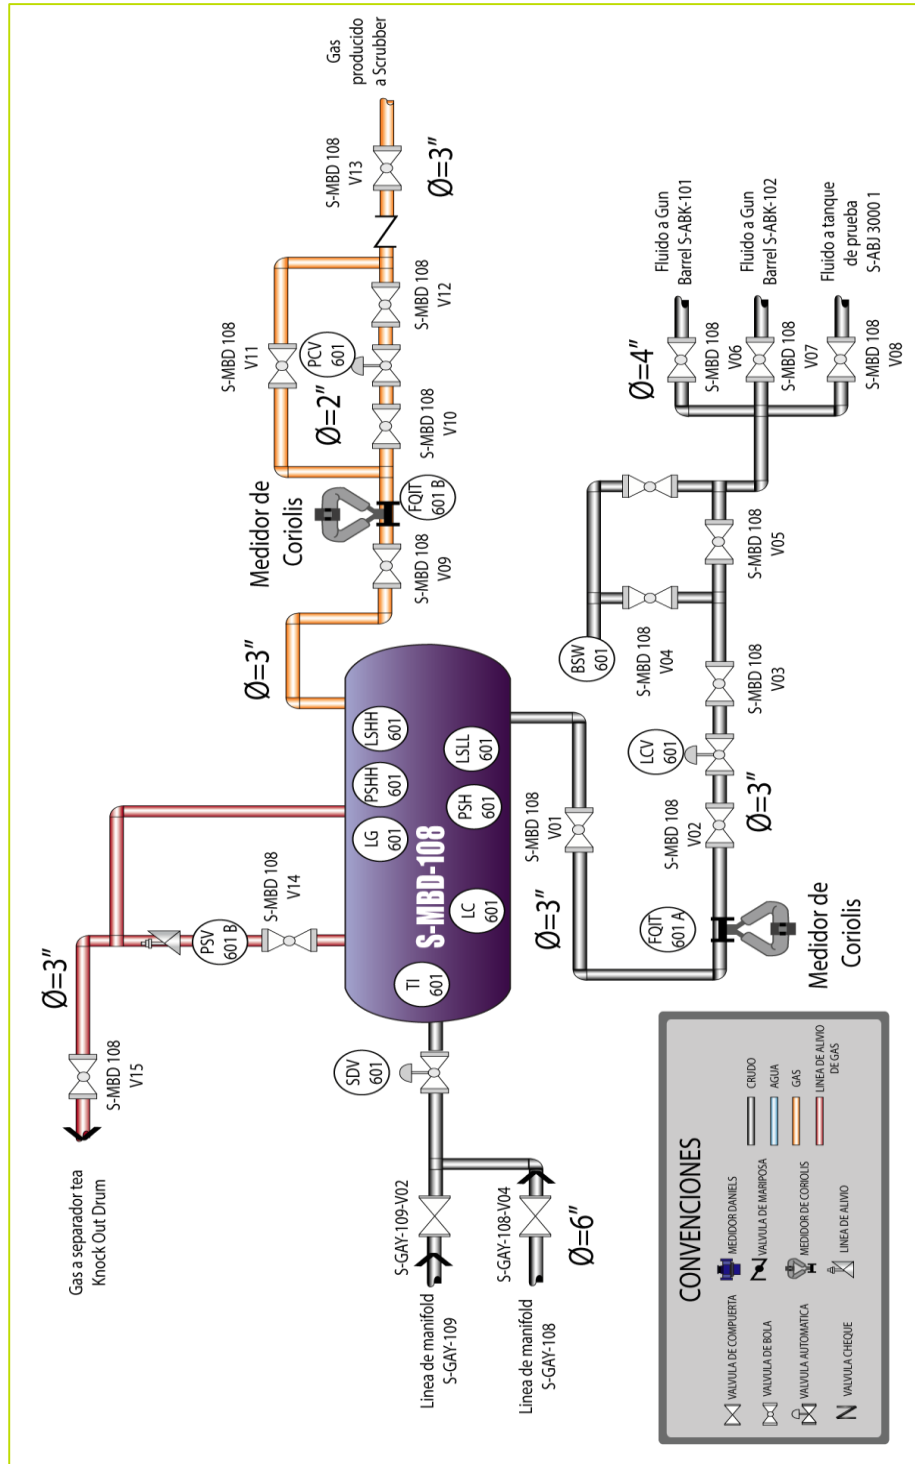 Gas a separador tea
Knock Out Drum
S-MBD 108
V15
Ø=3"
PSV
601 B
S-MBD 108
V14
Gas
producido
a Scrubber
S-MBD 108
V13
Ø=3"
S-MBD 108
V12
S-MBD 108
V11
PCV
601
Ø=2"
S-MBD 108
V10
Medidor de
Coriolis
FQIT
601 B
S-MBD 108
V09
Ø=3"
S-MBD-108
TI
601
LC
601
LG
601
PSHH
601
LSHH
601
PSH
601
LSLL
601
SDV
601
S-GAY-109-V02
Linea de manifold
S-GAY-109
S-GAY-108-V04
Linea de manifold
S-GAY-108
Ø=6"
S-MBD 108
V01
Ø=3"
FQIT
601 A
Medidor de
Coriolis
S-MBD 108
V02
Ø=3"
LCV
601
S-MBD 108
V03
BSW
601
S-MBD 108
V04
S-MBD 108
V05
Ø=4"
S-MBD 108
V06
S-MBD 108
V07
S-MBD 108
V08
Fluido a Gun
Barrel S-ABK-101
Fluido a Gun
Barrel S-ABK-102
Fluido a tanque
de prueba
S-ABJ 3000 1
CONVENCIONES
VALVULA DE COMPUERTA
VALVULA DE BOLA
VALVULA AUTOMATICA
VALVULA CHEQUE
MEDIDOR DANIELS
VALVULA DE MARIPOSA
MEDIDOR DE CORIOLIS
LINEA DE ALIVIO
CRUDO
AGUA
GAS
LINEA DE ALIVIO
DE GAS